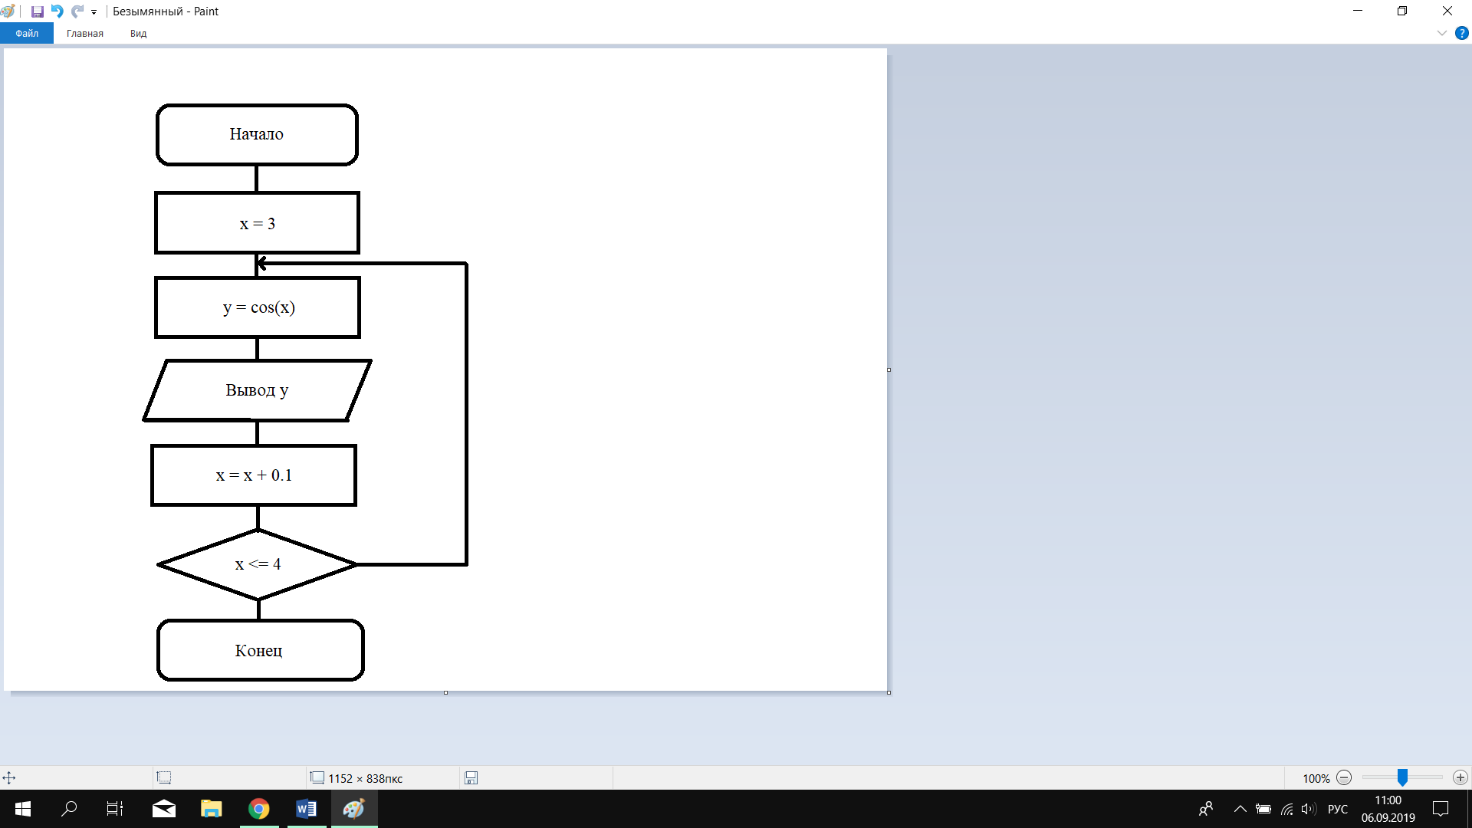 Безымянный - Paint
Файл Главная Вид
Начало
x = 3
y = cos(x)
Вывод y
x = x + 0.1
x <= 4
Конец
1152 × 838пкс
100%
РУС
11:00
06.09.2019